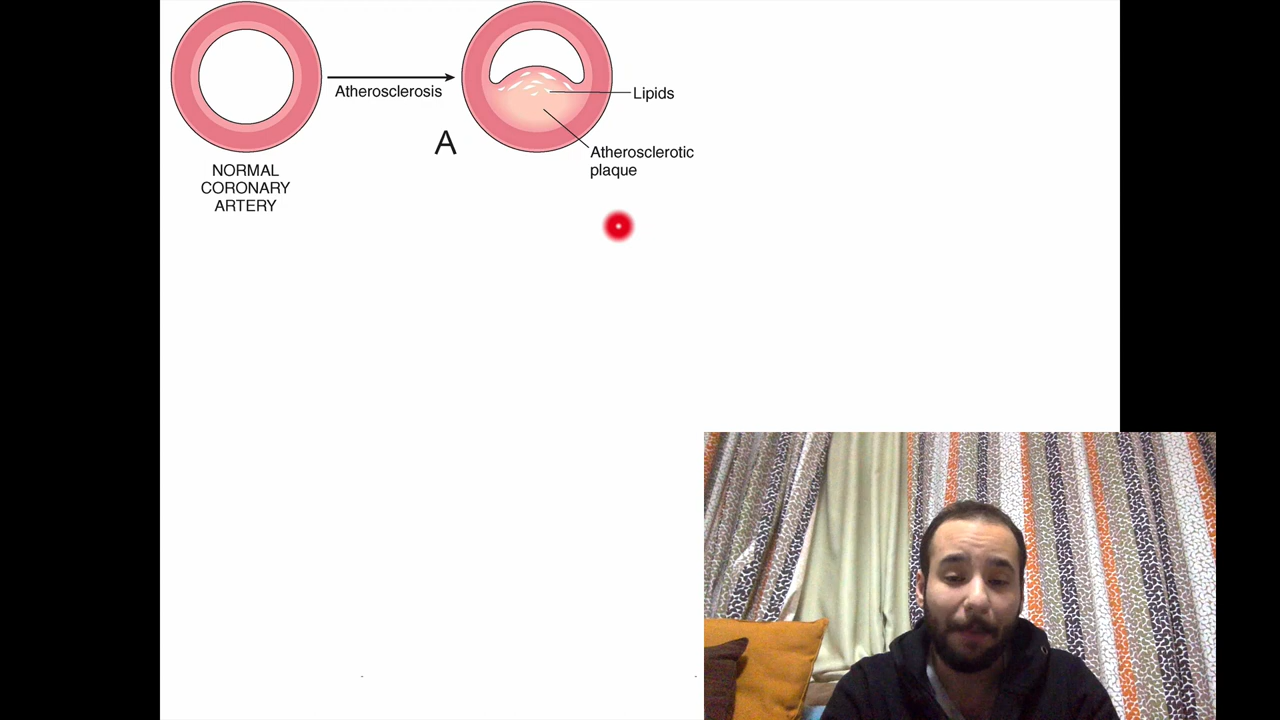 Atherosclerosis
Lipids
A
Atherosclerotic
plaque
NORMAL
CORONARY
ARTERY